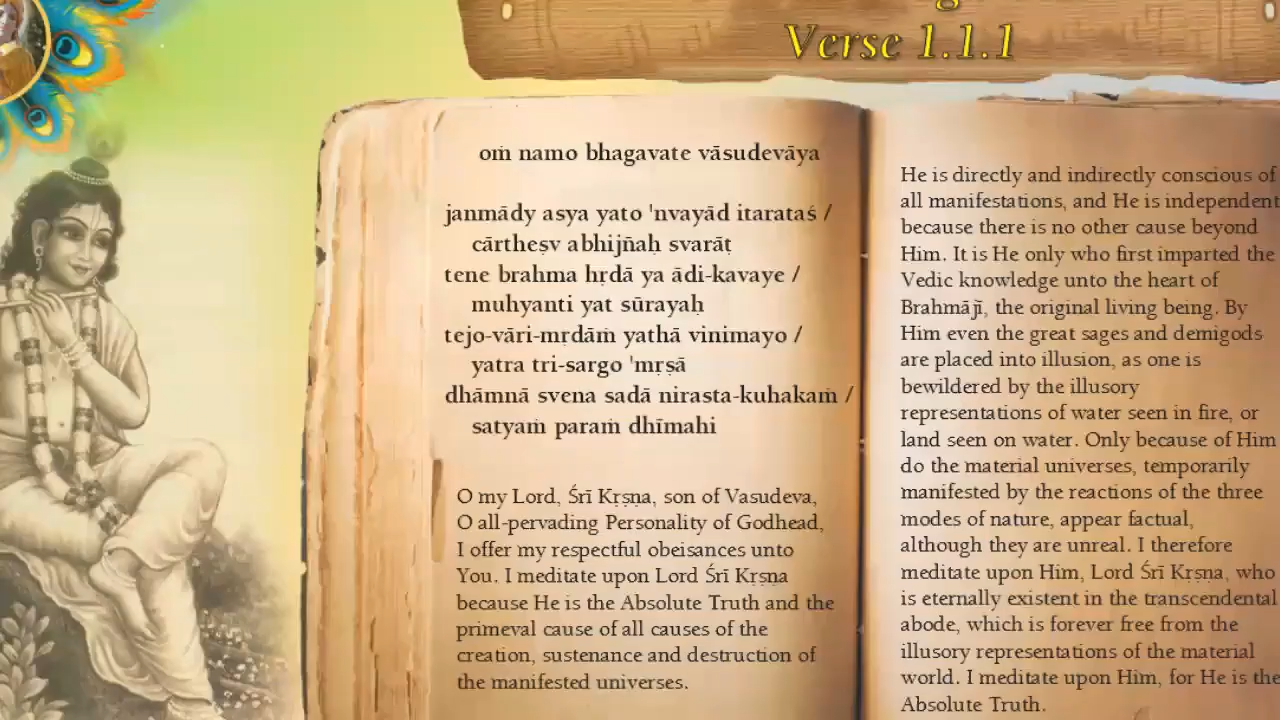 Verse 1.1.1
oṁ namo bhagavate vāsudevāya
janmādy asya yato 'nvayād itarataś /
cārtheṣv abhijñaḥ svarāṭ
tene brahma hṛdā ya ādi-kavaye /
muhyanti yat sūrayaḥ
tejo-vāri-mṛdāṁ yathā vinimayo /
yatra tri-sargo 'mṛṣā
dhāmnā svena sadā nirasta-kuhakaṁ /
satyaṁ paraṁ dhīmahi
O my Lord, Śrī Kṛṣṇa, son of Vasudeva,
O all-pervading Personality of Godhead,
I offer my respectful obeisances unto
You. I meditate upon Lord Śrī Kṛṣṇa
because He is the Absolute Truth and the
primeval cause of all causes of the
creation, sustenance and destruction of
the manifested universes.
He is directly and indirectly conscious of
all manifestations, and He is independent
because there is no other cause beyond
Him. It is He only who first imparted the
Vedic knowledge unto the heart of
Brahmājī, the original living being. By
Him even the great sages and demigods
are placed into illusion, as one is
bewildered by the illusory
representations of water seen in fire, or
land seen on water. Only because of Him
do the material universes, temporarily
manifested by the reactions of the three
modes of nature, appear factual,
although they are unreal. I therefore
meditate upon Him, Lord Śrī Kṛṣṇa, who
is eternally existent in the transcendental
abode, which is forever free from the
illusory representations of the material
world. I meditate upon Him, for He is the
Absolute Truth.